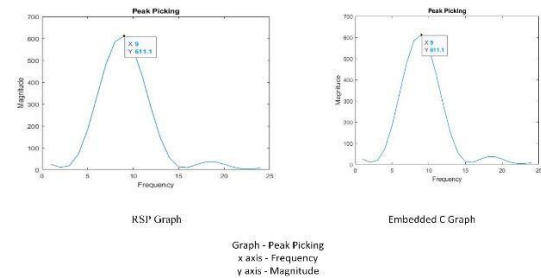 Peak Picking
700
600
500
400
300
200
100
0
Magnitude
X 9
Y 611.1
0 5 10 15 20 25
Frequency
RSP Graph
Peak Picking
700
600
500
400
300
200
100
0
Magnitude
X 9
Y 611.1
0 5 10 15 20 25
Frequency
Embedded C Graph
Graph - Peak Picking
x axis - Frequency
y axis - Magnitude